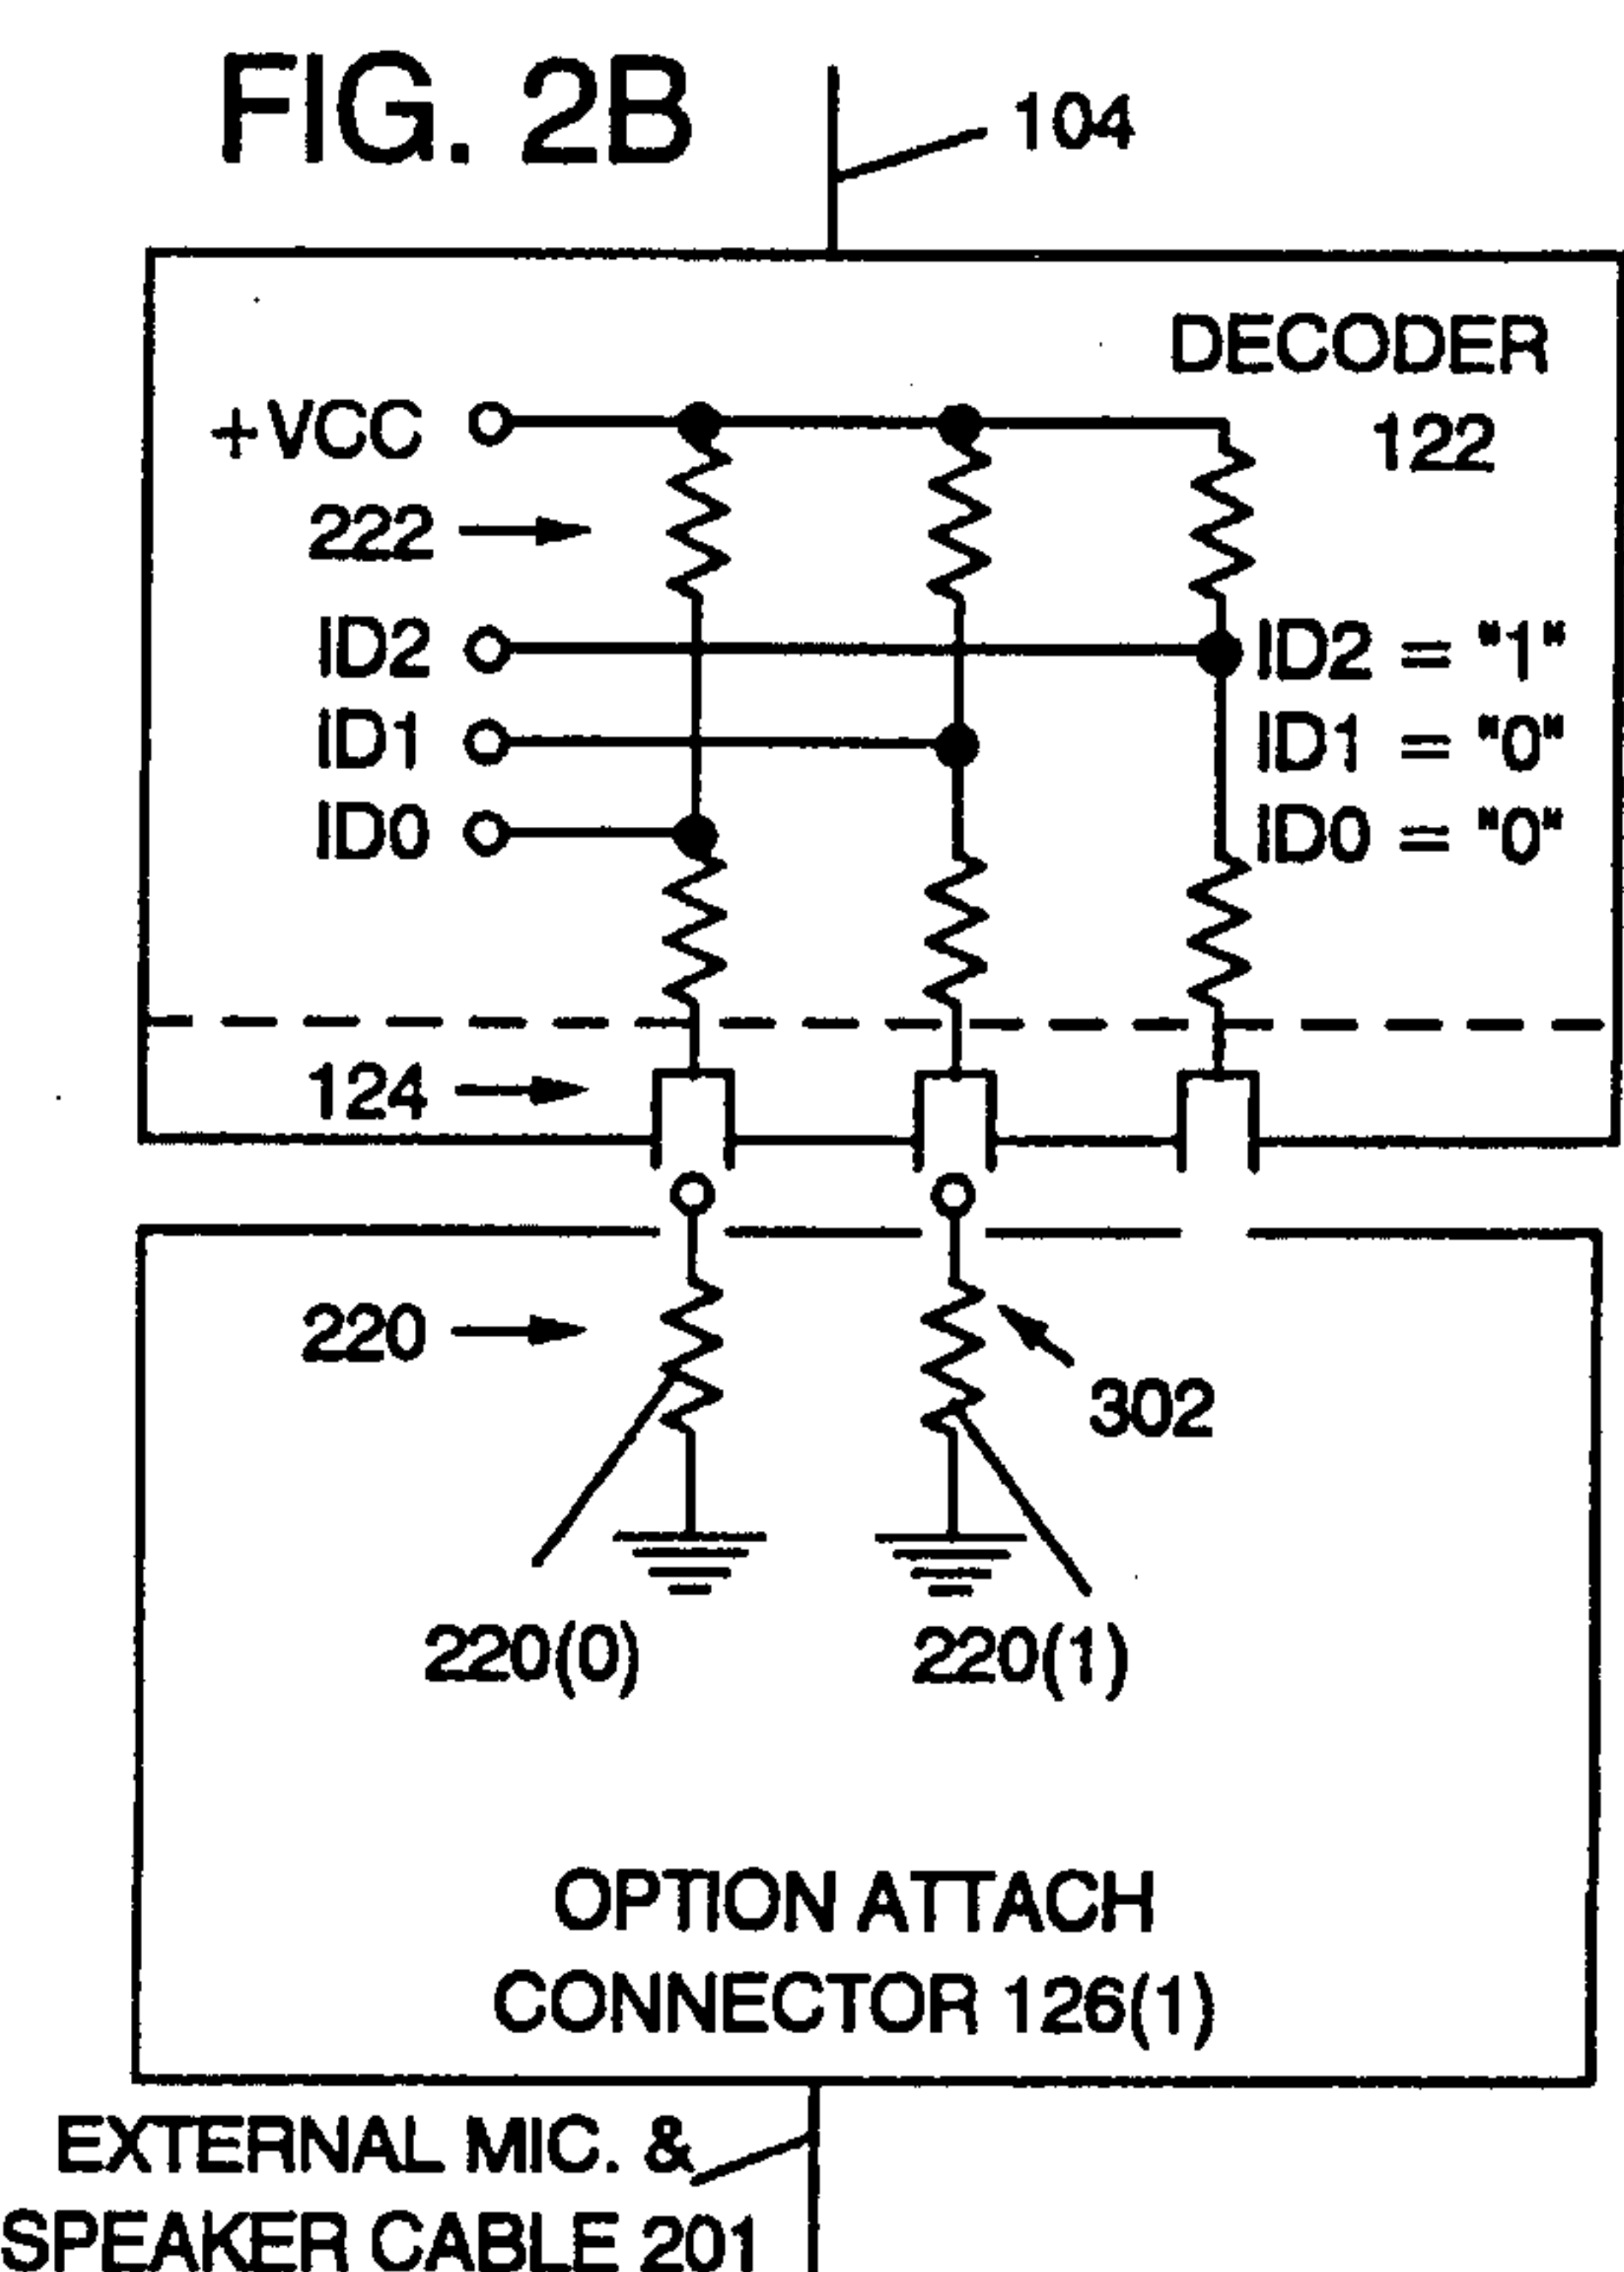 FIG. 2B
104
DECODER
122
+VCC
222
ID2
ID2 = "1"
ID1
ID1 = "0"
ID0
ID0 = "0"
124
220
302
220(0)
220(1)
OPTION ATTACH
CONNECTOR 126(1)
EXTERNAL MIC. &
SPEAKER CABLE 201